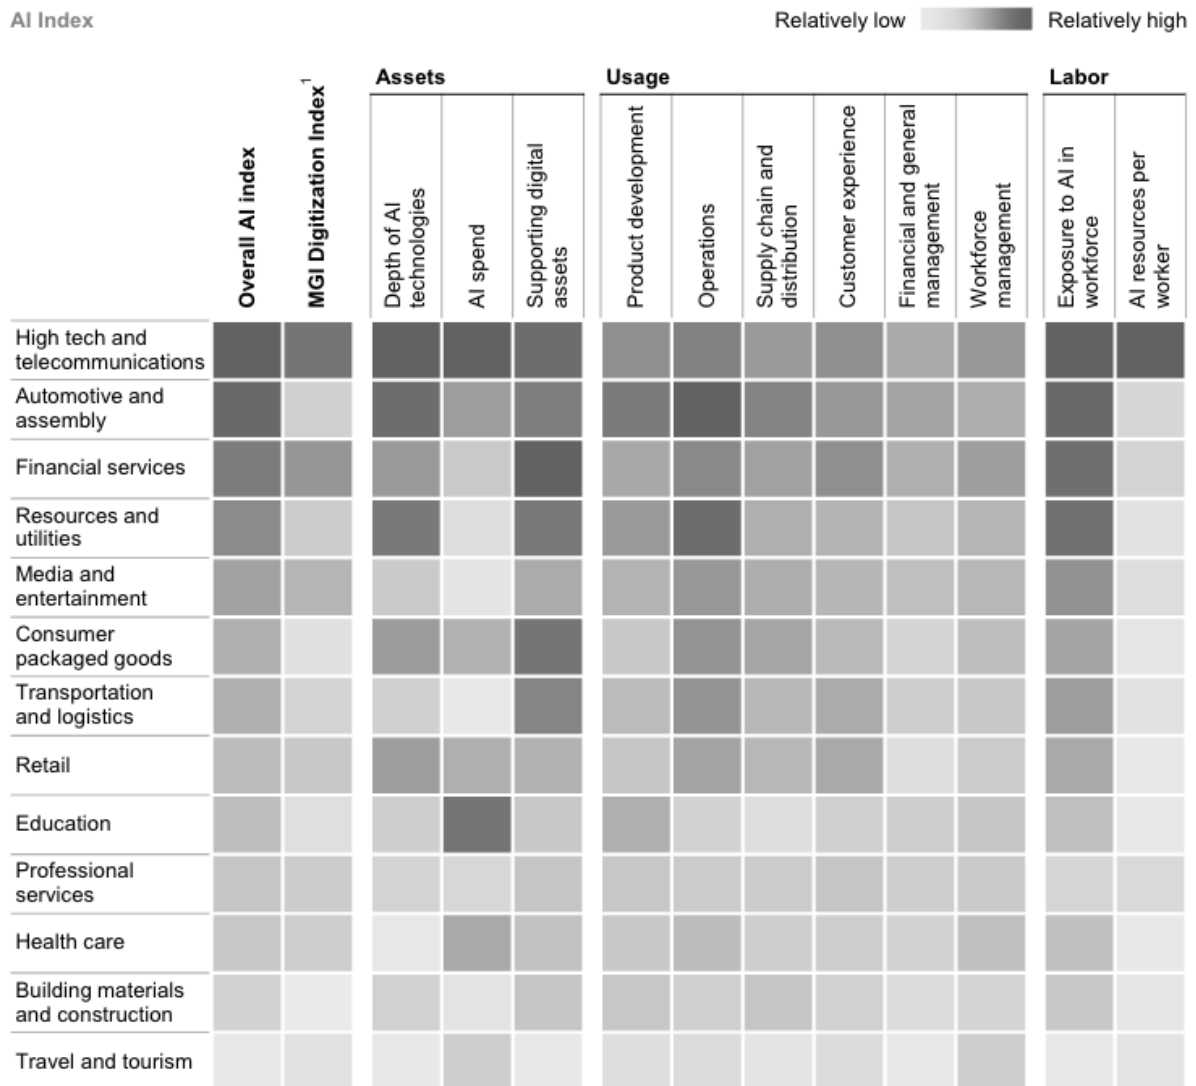 AI Index
Relatively low
Relatively high
Assets
Usage
Labor
Overall AI index
MGI Digitization Index¹
Depth of AI
technologies
AI spend
Supporting digital
assets
Product development
Operations
Supply chain and
distribution
Customer experience
Financial and general
management
Workforce
management
Exposure to AI in
workforce
AI resources per
worker
High tech and
telecommunications
Automotive and
assembly
Financial services
Resources and
utilities
Media and
entertainment
Consumer
packaged goods
Transportation
and logistics
Retail
Education
Professional
services
Health care
Building materials
and construction
Travel and tourism